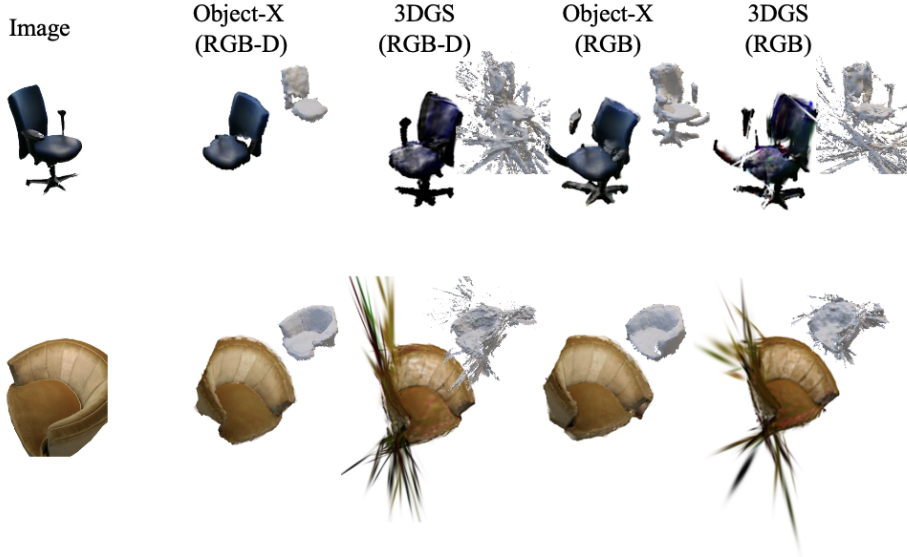 Image
Object-X
(RGB-D)
3DGS
(RGB-D)
Object-X
(RGB)
3DGS
(RGB)